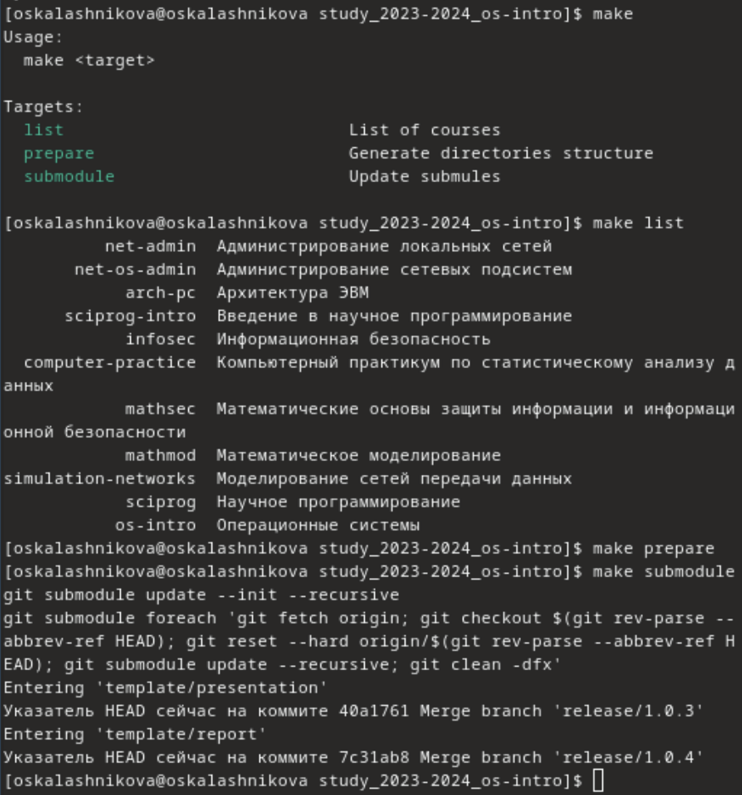 [oskalashnikova@oskalashnikova study_2023-2024_os-intro]$ make
Usage:
  make <target>
Targets:
  list                            List of courses
  prepare                         Generate directories structure
  submodule                       Update submules
[oskalashnikova@oskalashnikova study_2023-2024_os-intro]$ make list
          net-admin  Администрирование локальных сетей
       net-os-admin  Администрирование сетевых подсистем
            arch-pc  Архитектура ЭВМ
      sciprog-intro  Введение в научное программирование
            infosec  Информационная безопасность
  computer-practice  Компьютерный практикум по статистическому анализу д
анных
            mathsec  Математические основы защиты информации и информаци
онной безопасности
            mathmod  Математическое моделирование
simulation-networks  Моделирование сетей передачи данных
            sciprog  Научное программирование
           os-intro  Операционные системы
[oskalashnikova@oskalashnikova study_2023-2024_os-intro]$ make prepare
[oskalashnikova@oskalashnikova study_2023-2024_os-intro]$ make submodule
git submodule update --init --recursive
git submodule foreach 'git fetch origin; git checkout $(git rev-parse --
abbrev-ref HEAD); git reset --hard origin/$(git rev-parse --abbrev-ref H
EAD); git submodule update --recursive; git clean -dfx'
Entering 'template/presentation'
Указатель HEAD сейчас на коммите 40a1761 Merge branch 'release/1.0.3'
Entering 'template/report'
Указатель HEAD сейчас на коммите 7c31ab8 Merge branch 'release/1.0.4'
[oskalashnikova@oskalashnikova study_2023-2024_os-intro]$